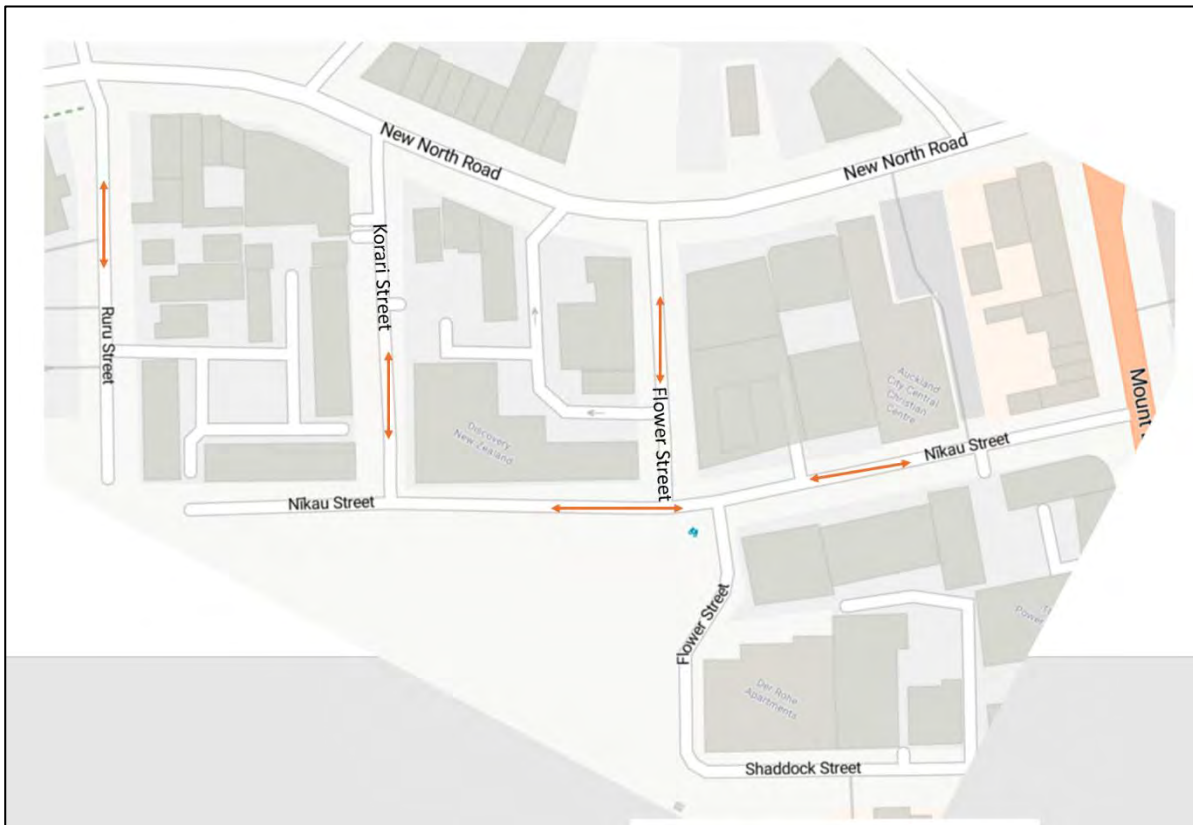 New North Road
New North Road
Korari Street
Ruru Street
Flower Street
Auckland
City Central
Christian
Centre
Mount
Discovery
New Zealand
Nīkau Street
Nīkau Street
Flower Street
Der Rohe
Apartments
Shaddock Street